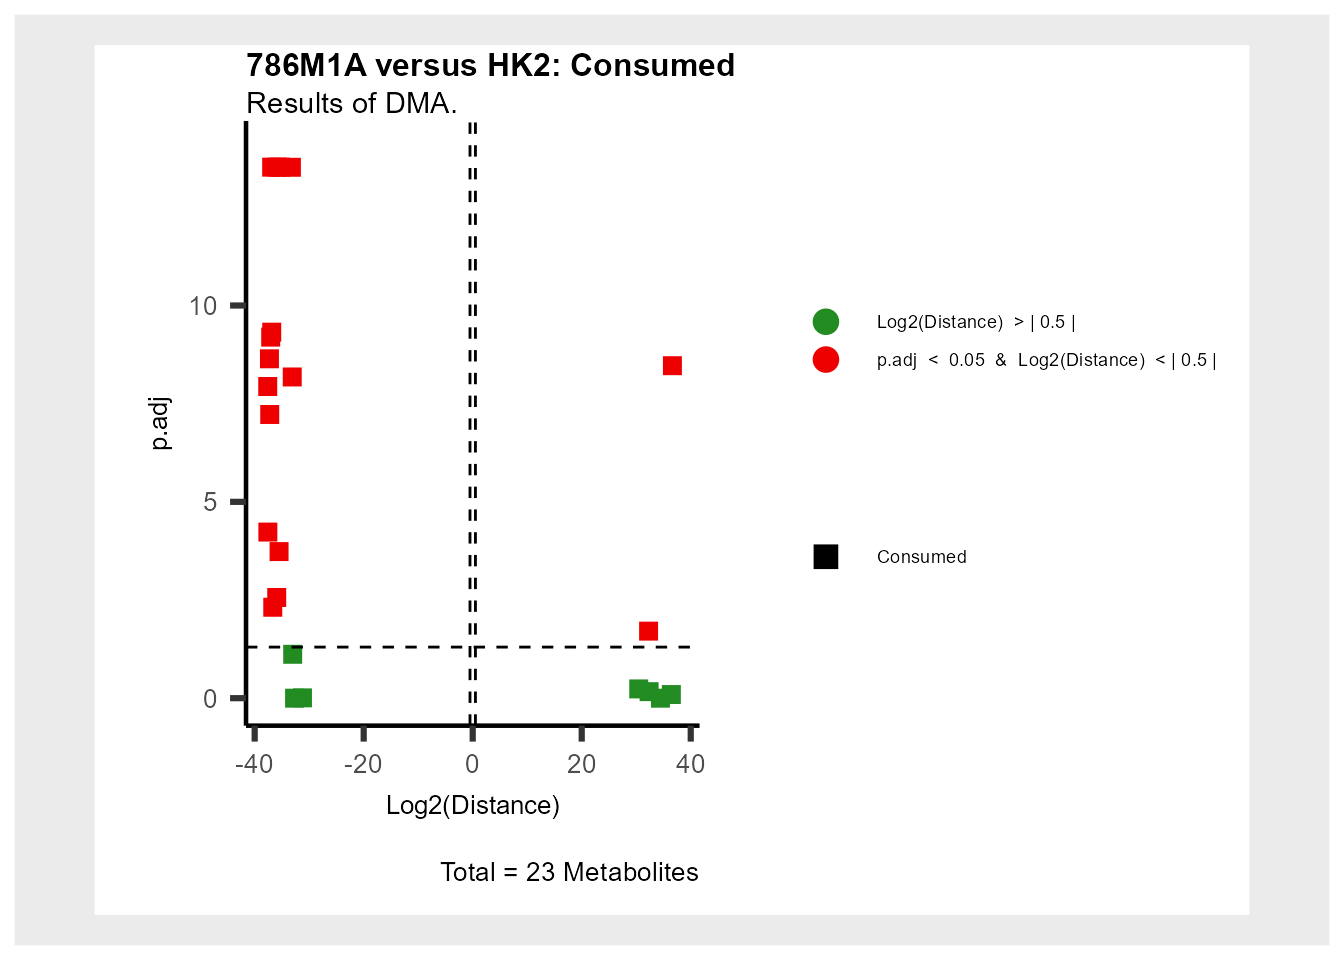 786M1A versus HK2: Consumed
Results of DMA.
10
5
0
p.adj
-40 -20 0 20 40
Log2(Distance)
Total = 23 Metabolites
Log2(Distance) > | 0.5 |
p.adj < 0.05 & Log2(Distance) < | 0.5 |
Consumed